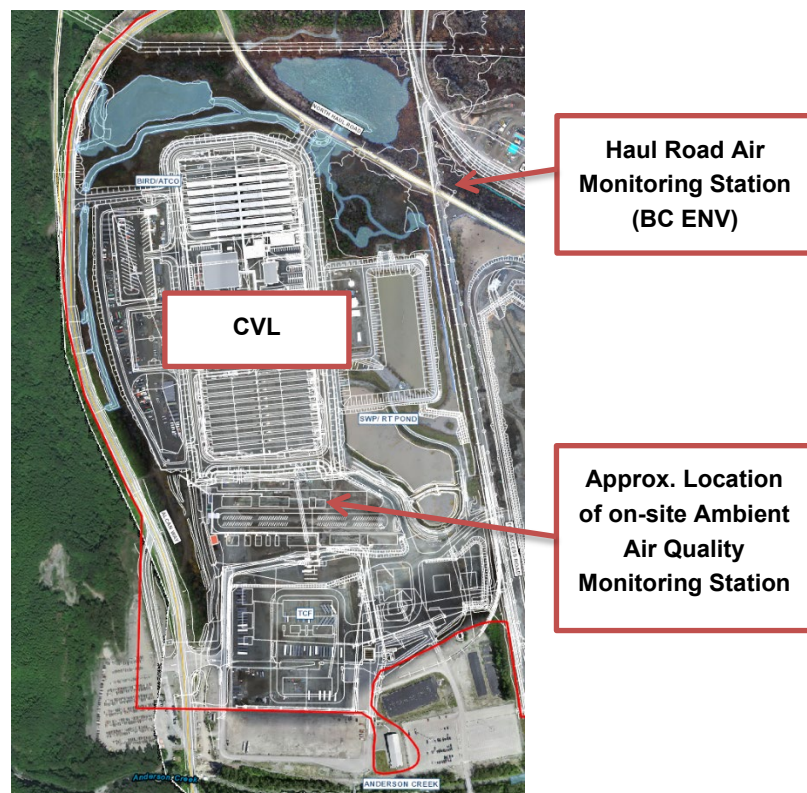 NORTH HAUL ROAD
Haul Road Air
Monitoring Station
(BC ENV)
BIRD/ATCO
CVL
SWP/ RT POND
Approx. Location
of on-site Ambient
Air Quality
Monitoring Station
TCF
Anderson Creek
ANDERSON CREEK